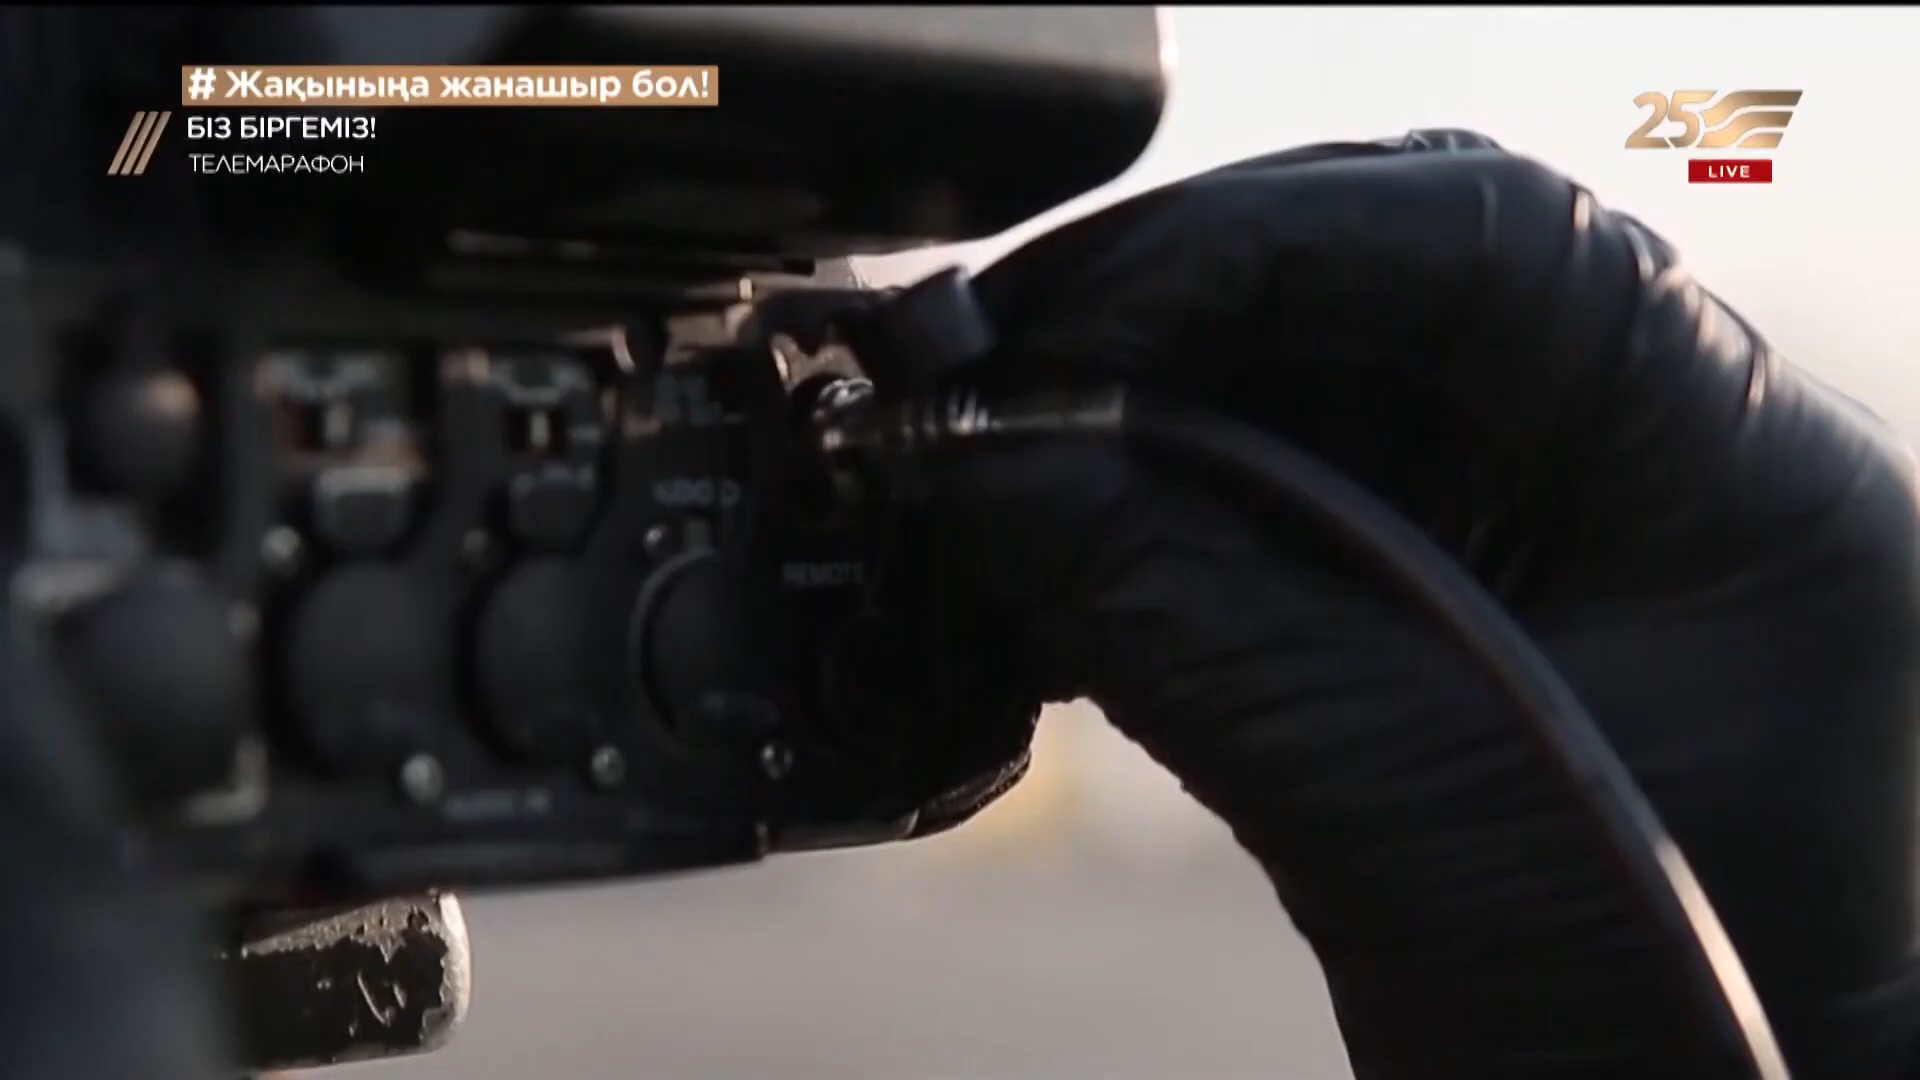 # Жақыныңа жанашыр бол!
БІЗ БІРГЕМІЗ!
ТЕЛЕМАРАФОН
25
LIVE
REMOTE